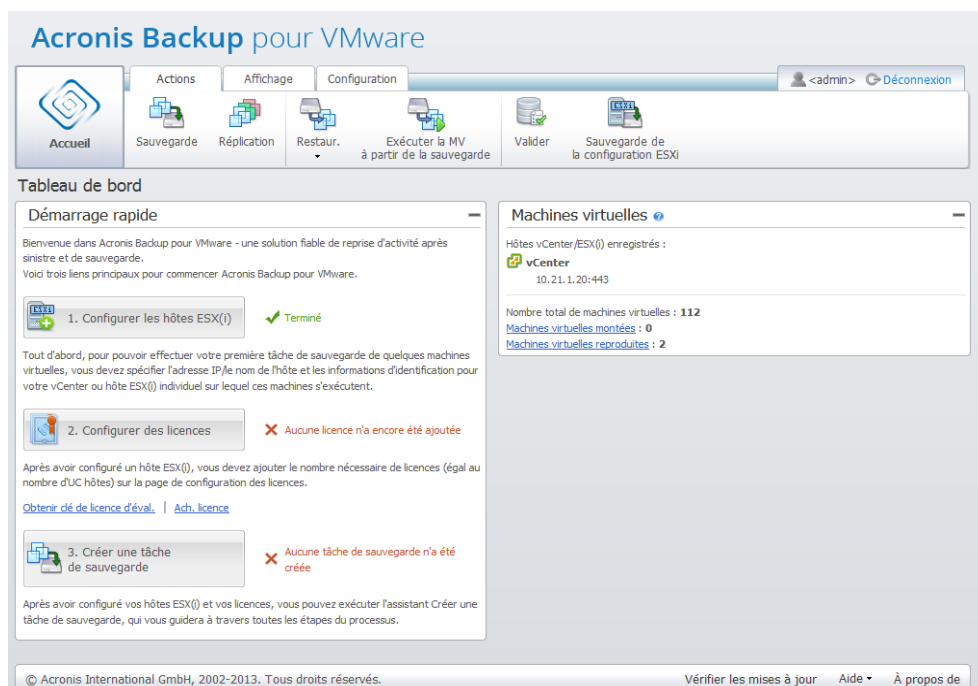 Acronis Backup pour VMware
Actions
Affichage
Configuration
<admin>
Déconnexion
Accueil
Sauvegarde
Réplication
Restaur.
Exécuter la MV
à partir de la sauvegarde
Valider
ESXi
Sauvegarde de
la configuration ESXi
Tableau de bord
Démarrage rapide
Bienvenue dans Acronis Backup pour VMware - une solution fiable de reprise d'activité après
sinistre et de sauvegarde.
Voici trois liens principaux pour commencer Acronis Backup pour VMware.
ESXi
1. Configurer les hôtes ESX(i)
Terminé
Tout d'abord, pour pouvoir effectuer votre première tâche de sauvegarde de quelques machines
virtuelles, vous devez spécifier l'adresse IP/le nom de l'hôte et les informations d'identification pour
votre vCenter ou hôte ESX(i) individuel sur lequel ces machines s'exécutent.
2. Configurer des licences
Aucune licence n'a encore été ajoutée
Après avoir configuré un hôte ESX(i), vous devez ajouter le nombre nécessaire de licences (égal au
nombre d'UC hôtes) sur la page de configuration des licences.
Obtenir clé de licence d'éval. | Ach. licence
3. Créer une tâche
de sauvegarde
Aucune tâche de sauvegarde n'a été
créée
Après avoir configuré vos hôtes ESX(i) et vos licences, vous pouvez exécuter l'assistant Créer une
tâche de sauvegarde, qui vous guidera à travers toutes les étapes du processus.
Machines virtuelles
Hôtes vCenter/ESX(i) enregistrés :
vCenter
10.21.1.20:443
Nombre total de machines virtuelles : 112
Machines virtuelles montées : 0
Machines virtuelles reproduites : 2
© Acronis International GmbH, 2002-2013. Tous droits réservés.
Vérifier les mises à jour
Aide
À propos de